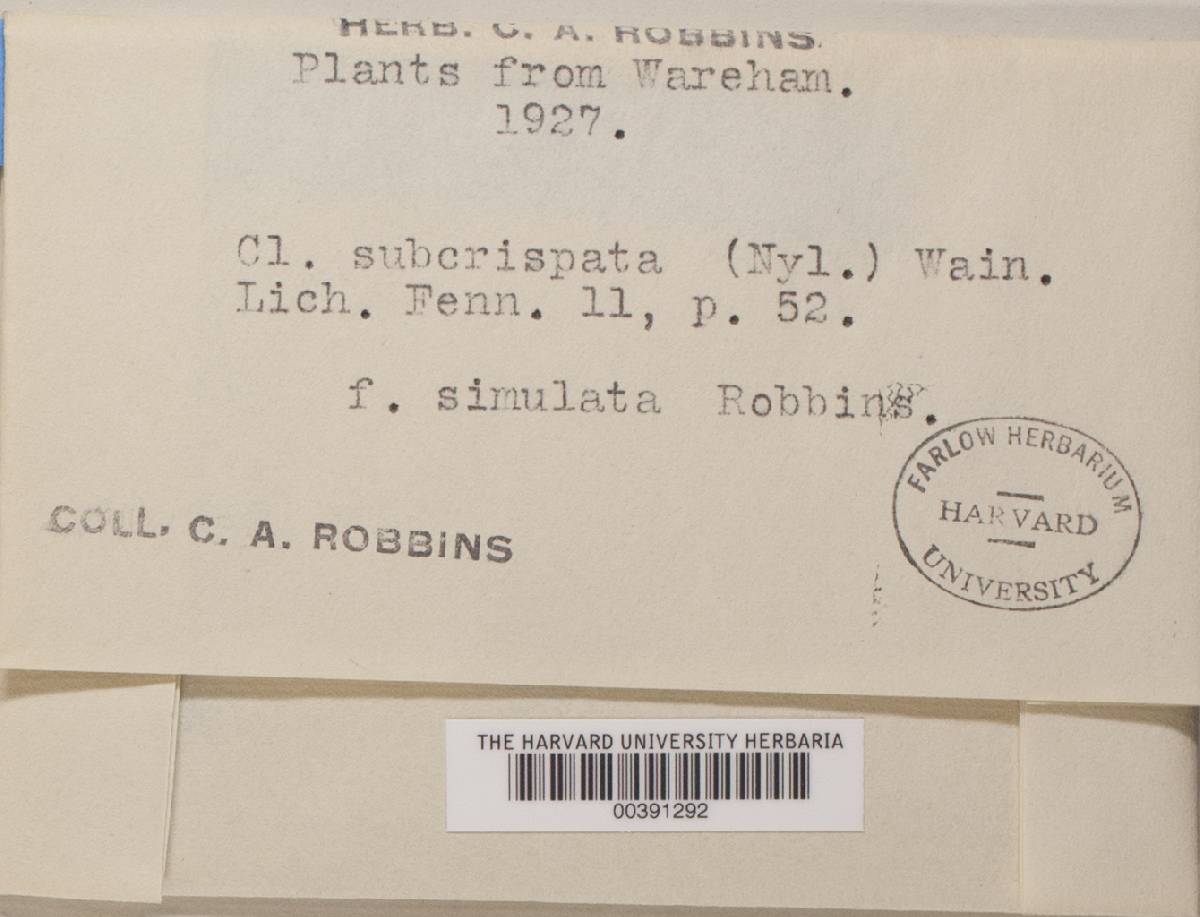 HERB. C. A. ROBBINS.
Plants from Wareham.
1927.
Cl. subcrispata (Nyl.) Wain.
Lich. Fenn. 11, p. 52.
f. simulata Robbins.
COLL. C. A. ROBBINS
FARLOW HERBARIUM
HARVARD
UNIVERSITY
THE HARVARD UNIVERSITY HERBARIA
00391292